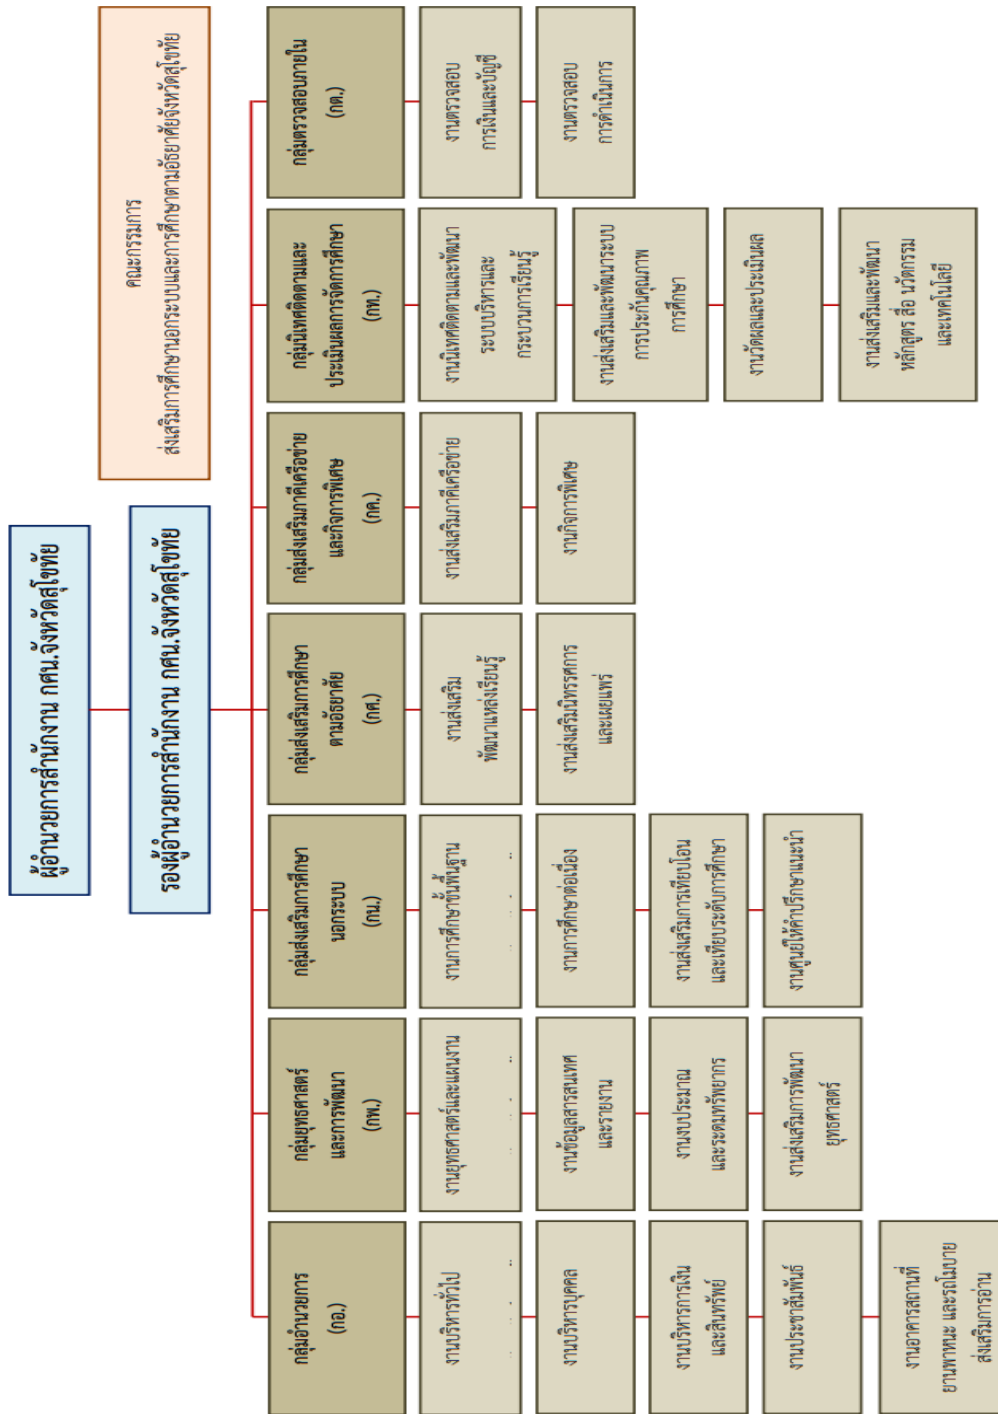 ผู้อำนวยการสำนักงาน กศน.จังหวัดสุโขทัย
รองผู้อำนวยการสำนักงาน กศน.จังหวัดสุโขทัย
คณะกรรมการ
ส่งเสริมการศึกษานอกระบบและการศึกษาตามอัธยาศัยจังหวัดสุโขทัย
กลุ่มอำนวยการ
(กอ.)
งานบริหารทั่วไป
งานบริหารบุคคล
งานบริหารการเงิน
และสินทรัพย์
งานประชาสัมพันธ์
งานอาคารสถานที่
ยานพาหนะ และรถโมบาย
ส่งเสริมการอ่าน
กลุ่มยุทธศาสตร์
และการพัฒนา
(กพ.)
งานยุทธศาสตร์และแผนงาน
งานข้อมูลสารสนเทศ
และรายงาน
งานงบประมาณ
และระดมทรัพยากร
งานส่งเสริมการพัฒนา
ยุทธศาสตร์
กลุ่มส่งเสริมการศึกษา
นอกระบบ
(กน.)
งานการศึกษาขั้นพื้นฐาน
งานการศึกษาต่อเนื่อง
งานส่งเสริมการเทียบโอน
และเทียบระดับการศึกษา
งานศูนย์ให้คำปรึกษาแนะนำ
กลุ่มส่งเสริมการศึกษา
ตามอัธยาศัย
(กศ.)
งานส่งเสริม
พัฒนาแหล่งเรียนรู้
งานส่งเสริมนิทรรศการ
และเผยแพร่
กลุ่มส่งเสริมภาคีเครือข่าย
และกิจการพิเศษ
(กค.)
งานส่งเสริมภาคีเครือข่าย
งานกิจการพิเศษ
กลุ่มนิเทศติดตามและ
ประเมินผลการจัดการศึกษา
(กท.)
งานนิเทศติดตามและพัฒนา
ระบบบริหารและ
กระบวนการเรียนรู้
งานส่งเสริมและพัฒนาระบบ
การประกันคุณภาพ
การศึกษา
งานวัดผลและประเมินผล
งานส่งเสริมและพัฒนา
หลักสูตร สื่อ นวัตกรรม
และเทคโนโลยี
กลุ่มตรวจสอบภายใน
(กต.)
งานตรวจสอบ
การเงินและบัญชี
งานตรวจสอบ
การดำเนินการ